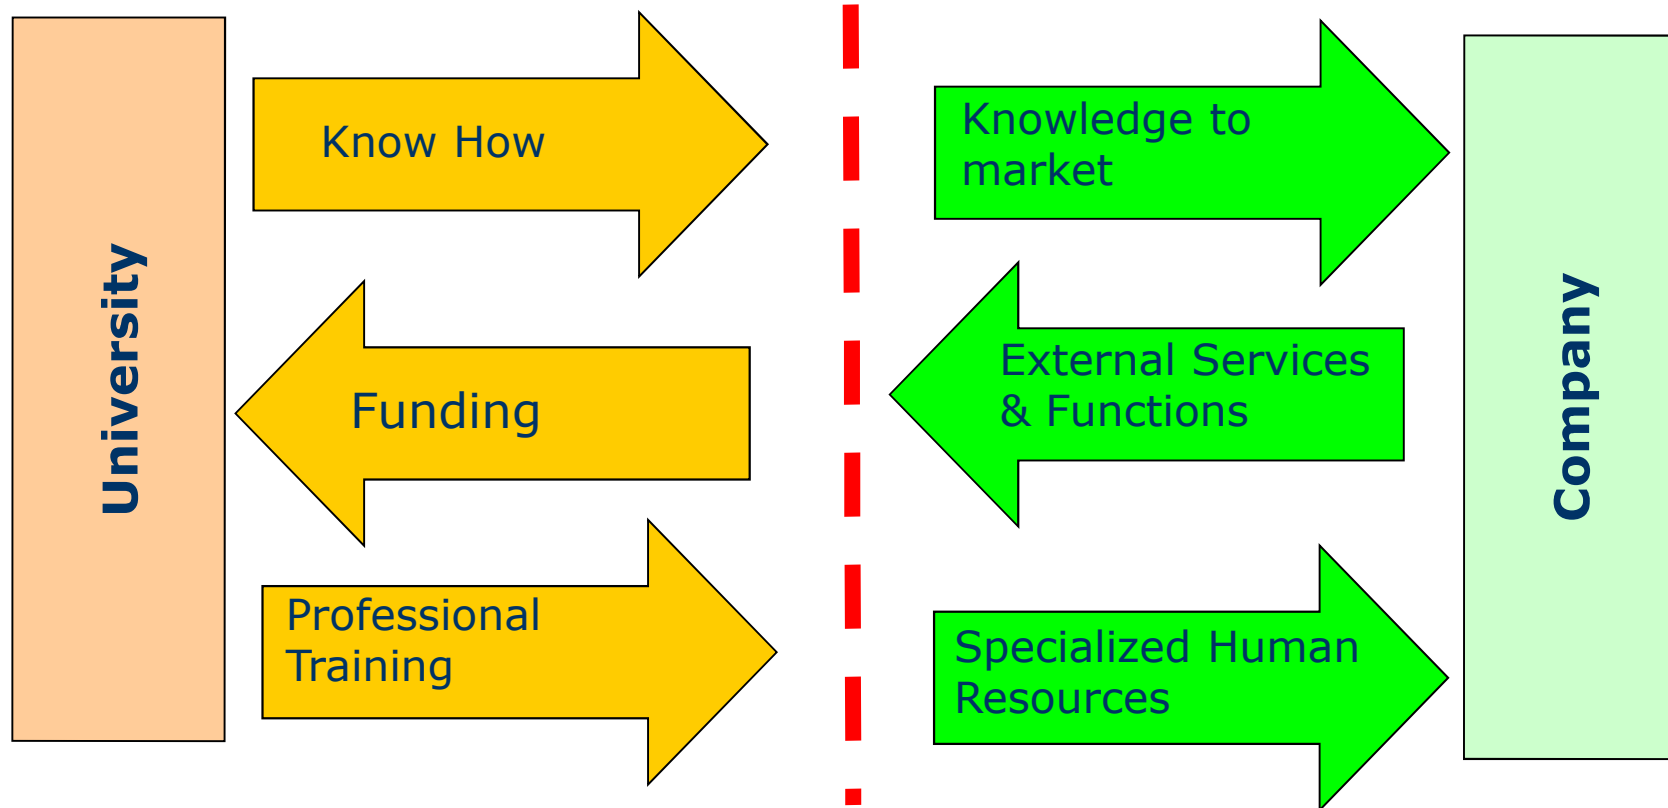 University
Know How
Funding
Professional
Training
Knowledge to
market
External Services
& Functions
Specialized Human
Resources
Company